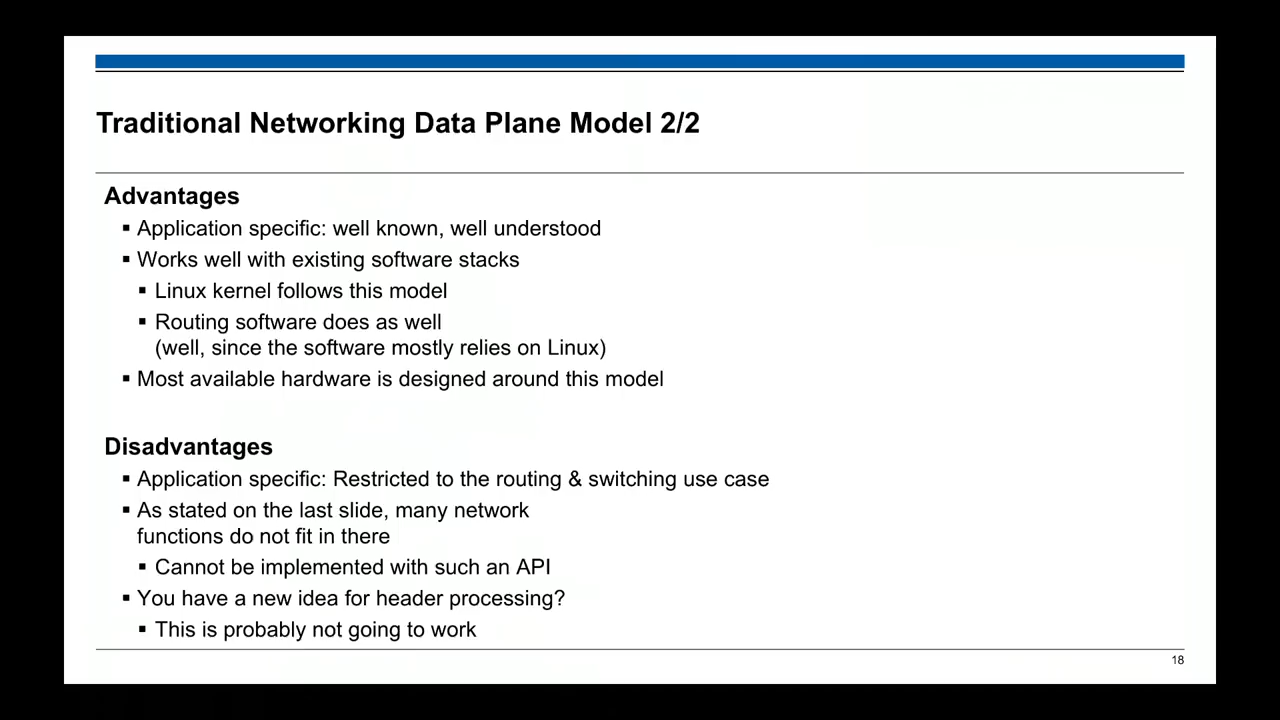 Traditional Networking Data Plane Model 2/2
Advantages
▪ Application specific: well known, well understood
▪ Works well with existing software stacks
▪ Linux kernel follows this model
▪ Routing software does as well
(well, since the software mostly relies on Linux)
▪ Most available hardware is designed around this model
Disadvantages
▪ Application specific: Restricted to the routing & switching use case
▪ As stated on the last slide, many network
functions do not fit in there
▪ Cannot be implemented with such an API
▪ You have a new idea for header processing?
▪ This is probably not going to work
18